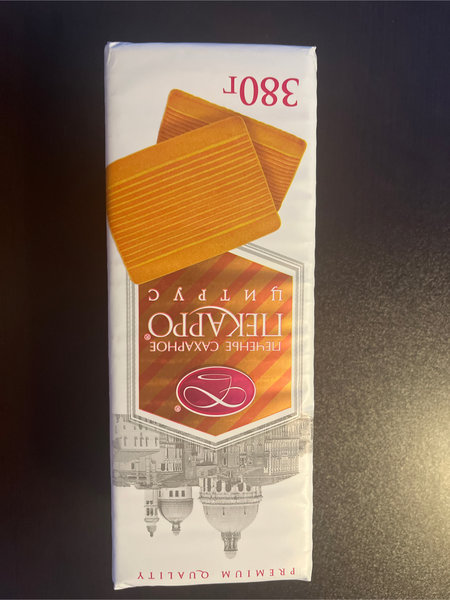 PREMIUM QUALITY
ПЕЧЕНЬЕ САХАРНОЕ
ПЕКАРРО®
ЦИТРУС
380г